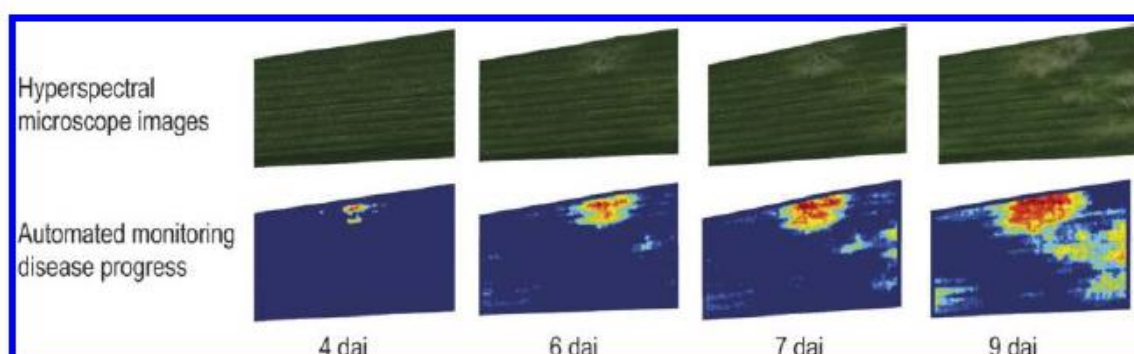 Hyperspectral
microscope images
Automated monitoring
disease progress
4 dai
6 dai
7 dai
9 dai